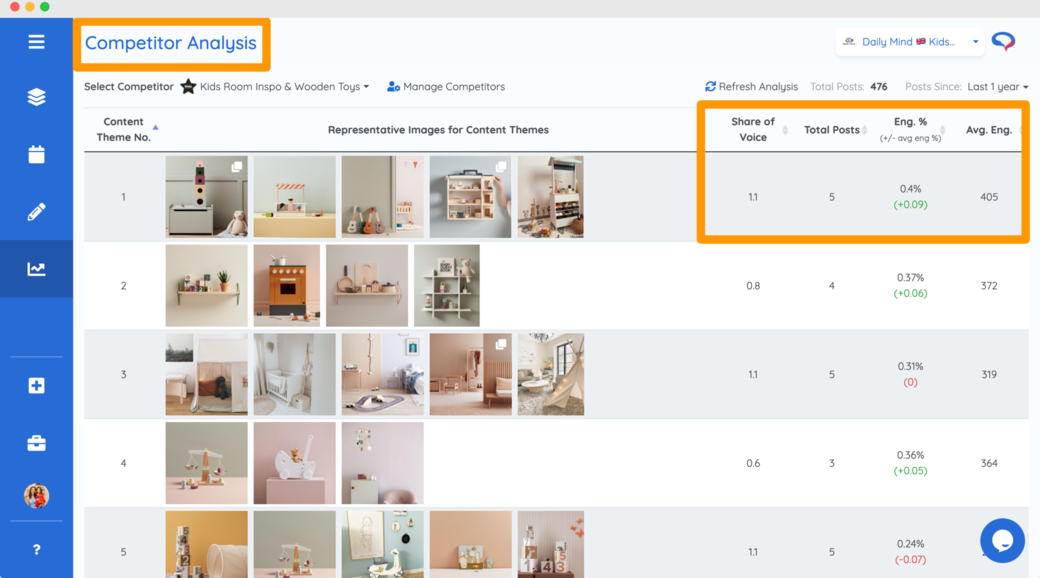 Competitor Analysis
Daily Mind 🇬🇧 Kids...
Select Competitor Kids Room Inspo & Wooden Toys
Manage Competitors
Refresh Analysis
Total Posts: 476
Posts Since: Last 1 year
Content Theme No.
Representative Images for Content Themes
Share of Voice
Total Posts
Eng. %
(+/- avg eng %)
Avg. Eng.
1
1.1
5
0.4%
(+0.09)
405
2
0.8
4
0.37%
(+0.06)
372
3
1.1
5
0.31%
(0)
319
4
0.6
3
0.36%
(+0.05)
364
5
1.1
5
0.24%
(-0.07)
?